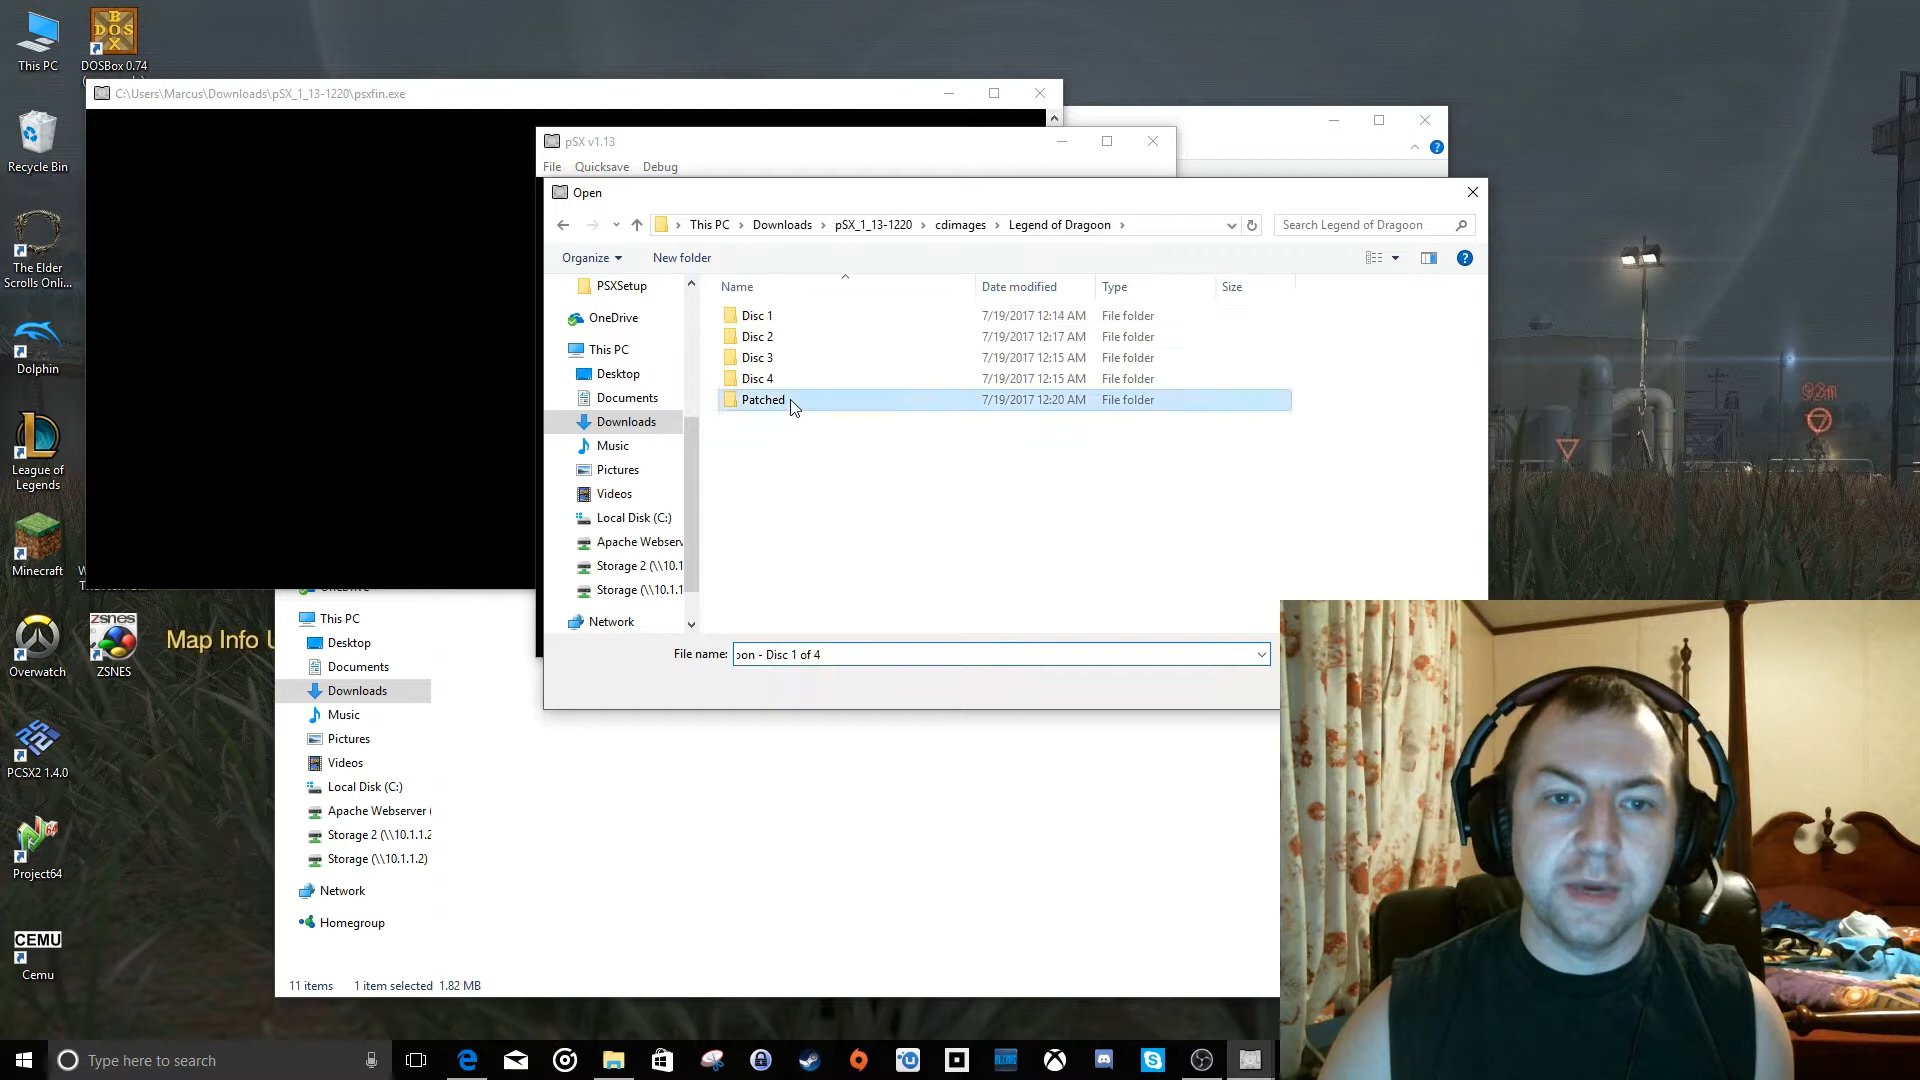 This PC
DOSBox 0.74
Recycle Bin
The Elder
Scrolls Onli...
Dolphin
League of
Legends
Minecraft
Overwatch
ZSNES
zsnes
PCSX2 1.4.0
Project64
CEMU
Cemu
Map Info U
C:\Users\Marcus\Downloads\pSX_1_13-1220\psxfin.exe
pSX v1.13
File Quicksave Debug
Open
This PC > Downloads > pSX_1_13-1220 > cdimages > Legend of Dragoon >
Search Legend of Dragoon
Organize New folder
Name Date modified Type Size
Disc 1 7/19/2017 12:14 AM File folder
Disc 2 7/19/2017 12:17 AM File folder
Disc 3 7/19/2017 12:15 AM File folder
Disc 4 7/19/2017 12:15 AM File folder
Patched 7/19/2017 12:20 AM File folder
PSXSetup
OneDrive
This PC
Desktop
Documents
Downloads
Music
Pictures
Videos
Local Disk (C:)
Apache Webserv
Storage 2 (\\10.1
Storage (\\10.1.1
Network
File name: oon - Disc 1 of 4
This PC
Desktop
Documents
Downloads
Music
Pictures
Videos
Local Disk (C:)
Apache Webserver (
Storage 2 (\\10.1.1.2
Storage (\\10.1.1.2)
Network
Homegroup
11 items 1 item selected 1.82 MB
92m
Type here to search